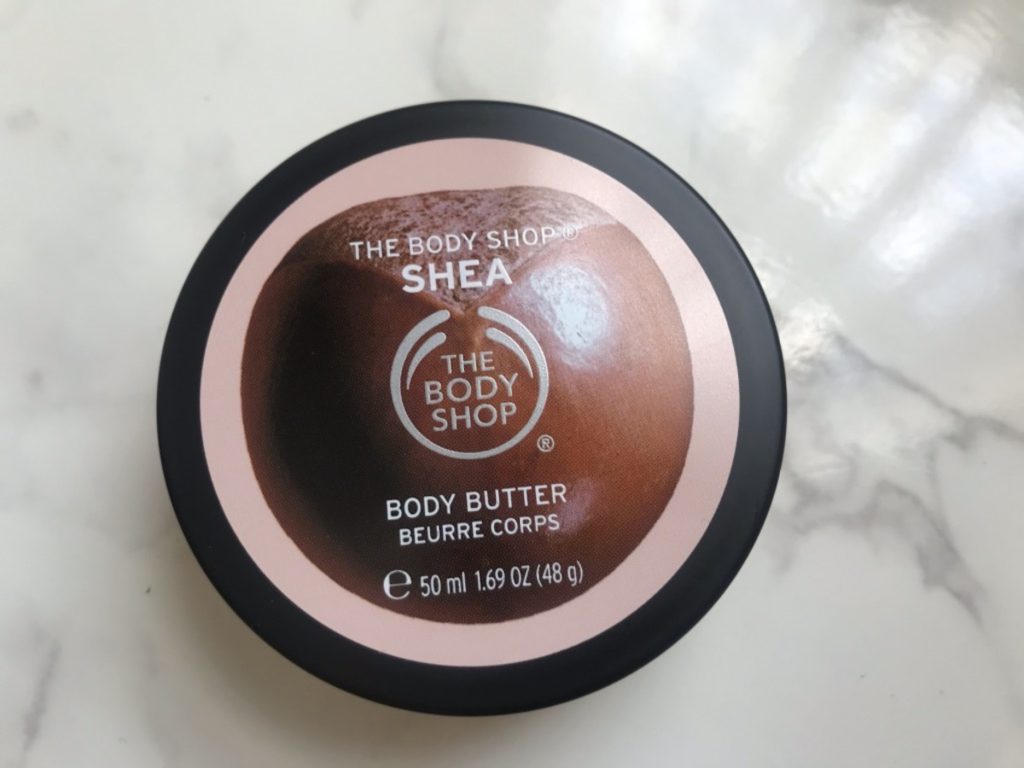 THE BODY SHOP®
SHEA
THE
BODY
SHOP
®
BODY BUTTER
BEURRE CORPS
℮ 50 ml 1.69 OZ (48 g)